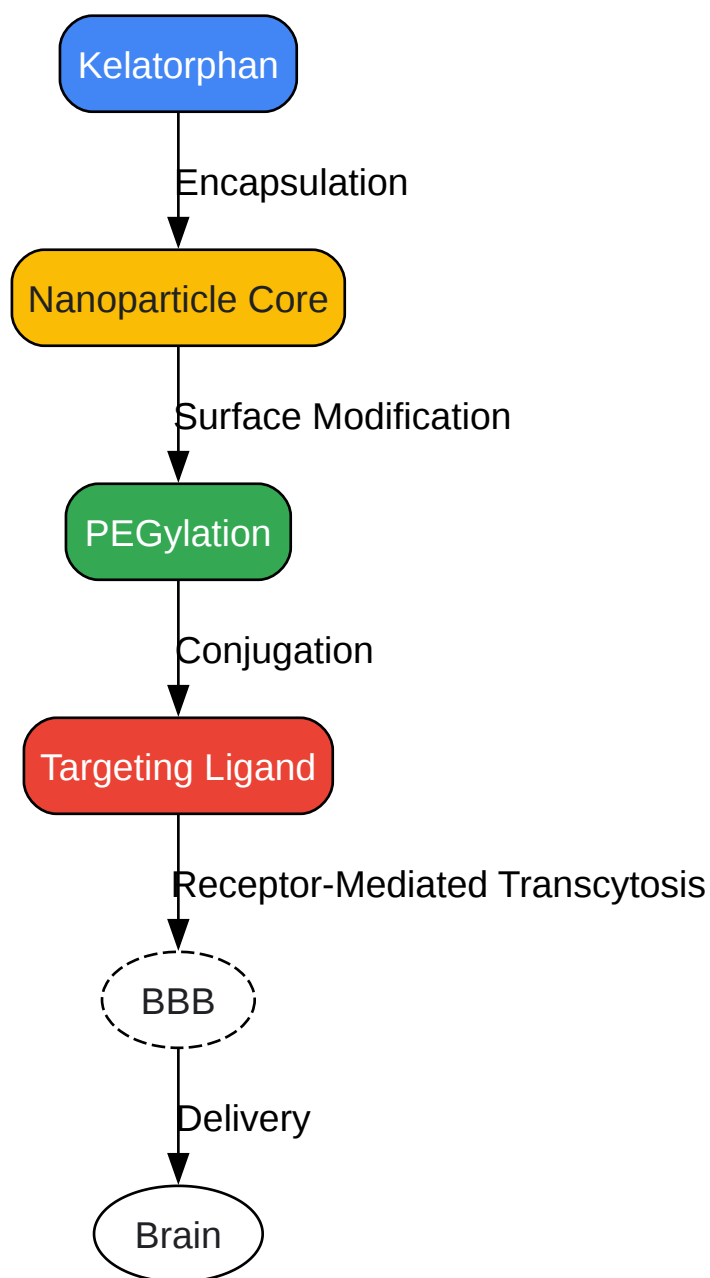 Kelatorphan
Encapsulation
Nanoparticle Core
Surface Modification
PEGylation
Conjugation
Targeting Ligand
Receptor-Mediated Transcytosis
BBB
Delivery
Brain